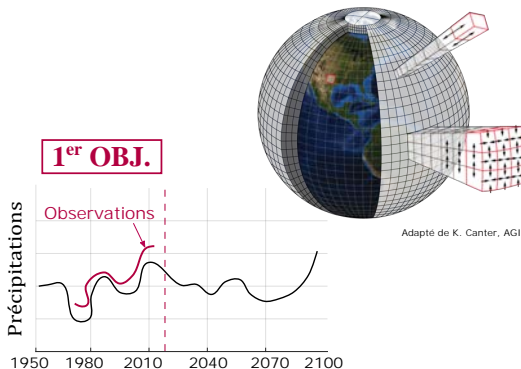 1er OBJ.
Observations
Précipitations
Adapté de K. Canter, AGI
1950 1980 2010 2040 2070 2100